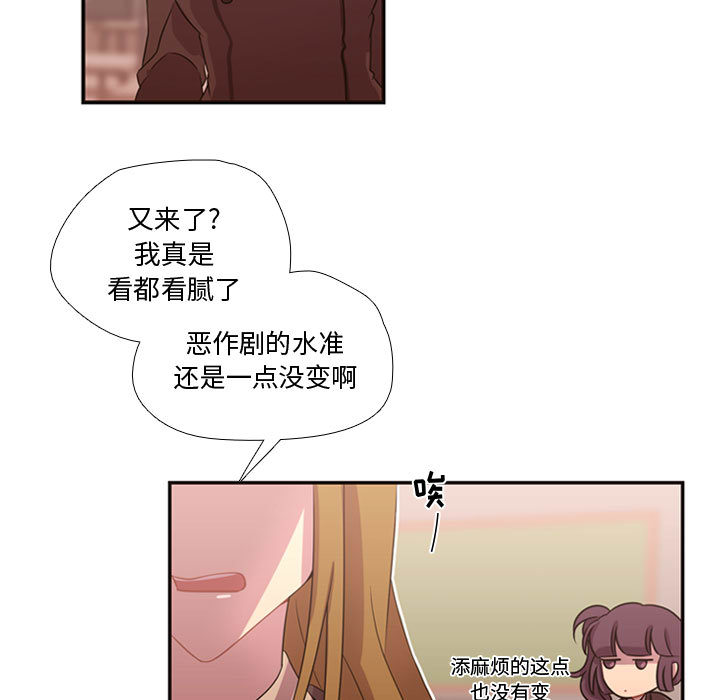 又来了?
我真是
看都看腻了
恶作剧的水准
还是一点没变啊
唉
添麻烦的这点
也没有变